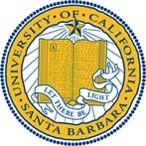 UNIVERSITY · OF · CALIFORNIA
SANTA BARBARA
LET THERE BE
LIGHT